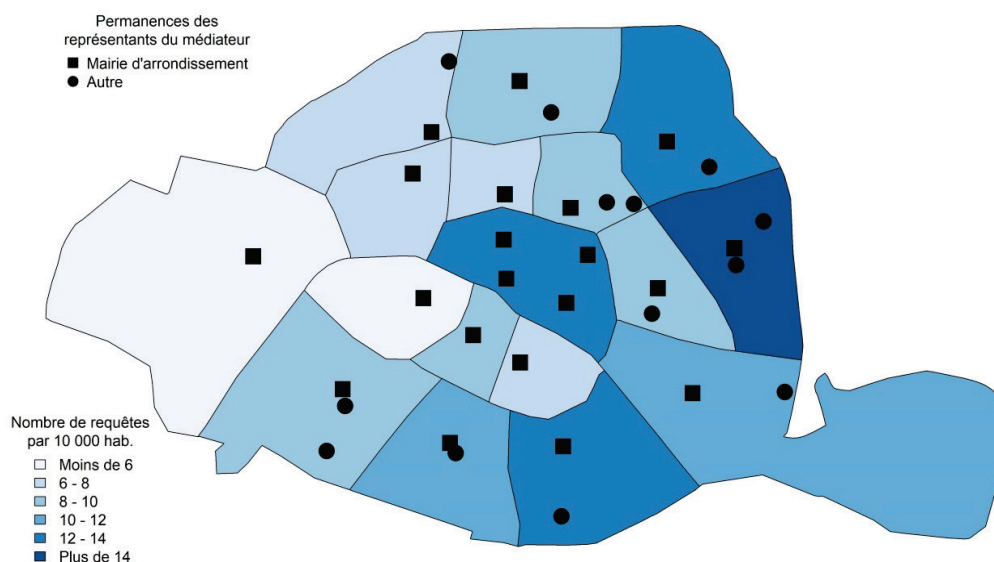 Permanences des
représentants du médiateur
Mairie d'arrondissement
Autre
Nombre de requêtes
par 10 000 hab.
Moins de 6
6 - 8
8 - 10
10 - 12
12 - 14
Plus de 14